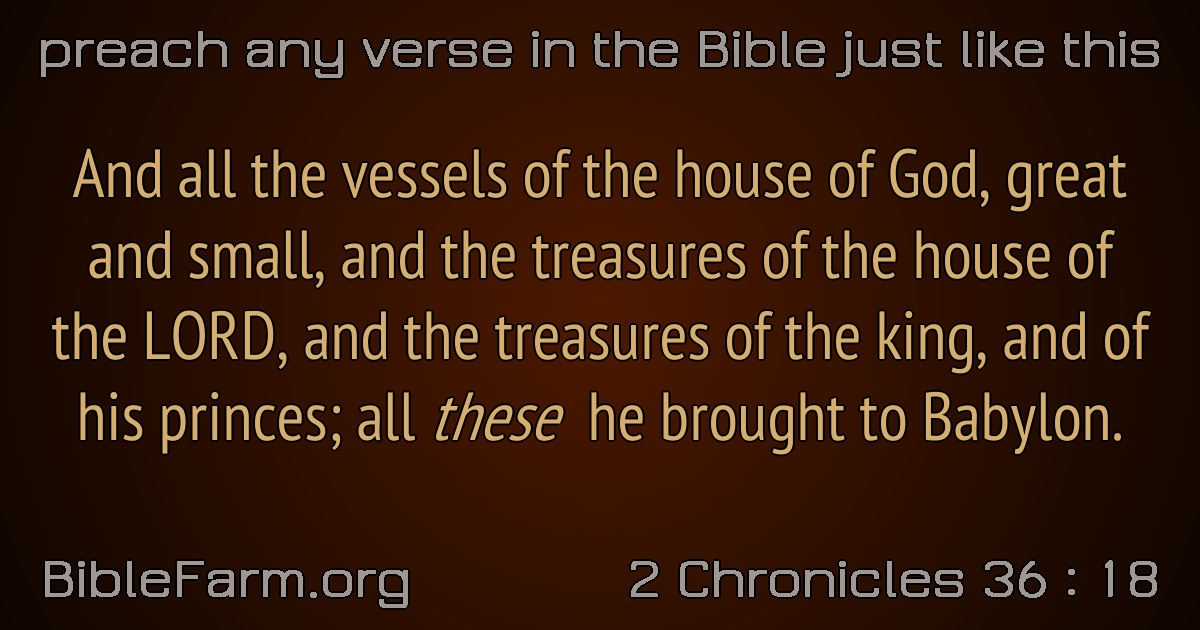 preach any verse in the Bible just like this
And all the vessels of the house of God, great
and small, and the treasures of the house of
the LORD, and the treasures of the king, and of
his princes; all these he brought to Babylon.
BibleFarm.org
2 Chronicles 36 : 18